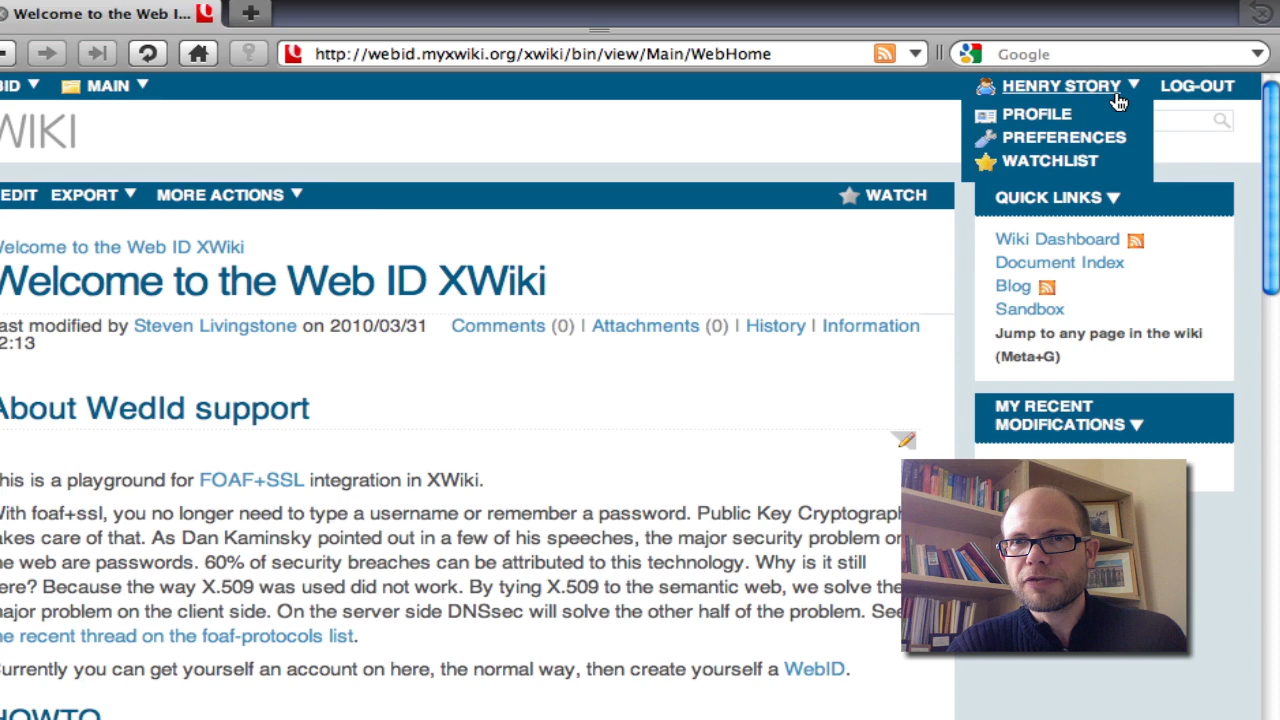 Welcome to the Web I...
http://webid.myxwiki.org/xwiki/bin/view/Main/WebHome
Google
BID MAIN
HENRY STORY LOG-OUT
PROFILE
PREFERENCES
WATCHLIST
WIKI
EDIT EXPORT MORE ACTIONS WATCH
elcome to the Web ID XWiki
Welcome to the Web ID XWiki
ast modified by Steven Livingstone on 2010/03/31
2:13
Comments (0) | Attachments (0) | History | Information
About WedId support
his is a playground for FOAF+SSL integration in XWiki.
With foaf+ssl, you no longer need to type a username or remember a password. Public Key Cryptograph
akes care of that. As Dan Kaminsky pointed out in a few of his speeches, the major security problem on
he web are passwords. 60% of security breaches can be attributed to this technology. Why is it still
ere? Because the way X.509 was used did not work. By tying X.509 to the semantic web, we solve the
major problem on the client side. On the server side DNSsec will solve the other half of the problem. See
he recent thread on the foaf-protocols list.
Currently you can get yourself an account on here, the normal way, then create yourself a WebID.
HOWTO
QUICK LINKS
Wiki Dashboard
Document Index
Blog
Sandbox
Jump to any page in the wiki
(Meta+G)
MY RECENT
MODIFICATIONS